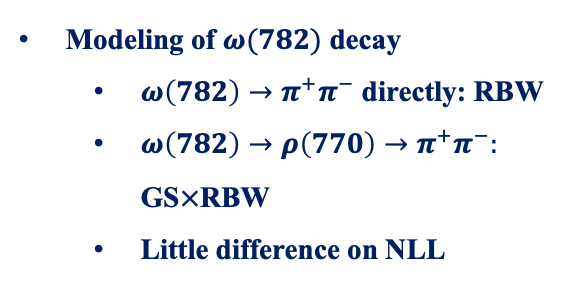 • Modeling of ω(782) decay
• ω(782) → π⁺π⁻ directly: RBW
• ω(782) → ρ(770) → π⁺π⁻:
GS×RBW
• Little difference on NLL